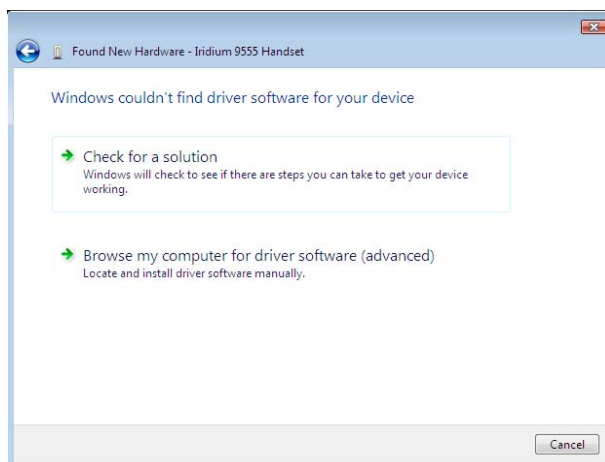 Found New Hardware - Iridium 9555 Handset
Windows couldn't find driver software for your device
Check for a solution
Windows will check to see if there are steps you can take to get your device
working.
Browse my computer for driver software (advanced)
Locate and install driver software manually.
Cancel